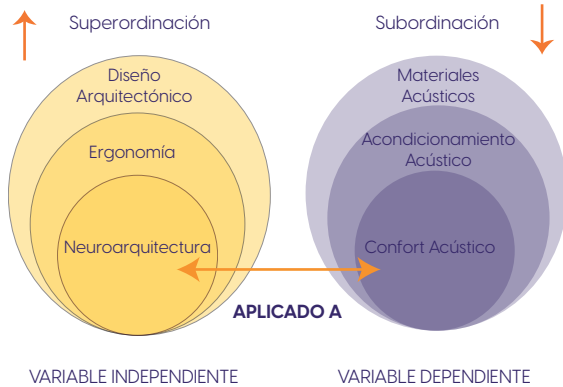 Superordinación
Subordinación
Diseño
Arquitectónico
Ergonomía
Neuroarquitectura
Materiales
Acústicos
Acondicionamiento
Acústico
Confort Acústico
APLICADO A
VARIABLE INDEPENDIENTE
VARIABLE DEPENDIENTE